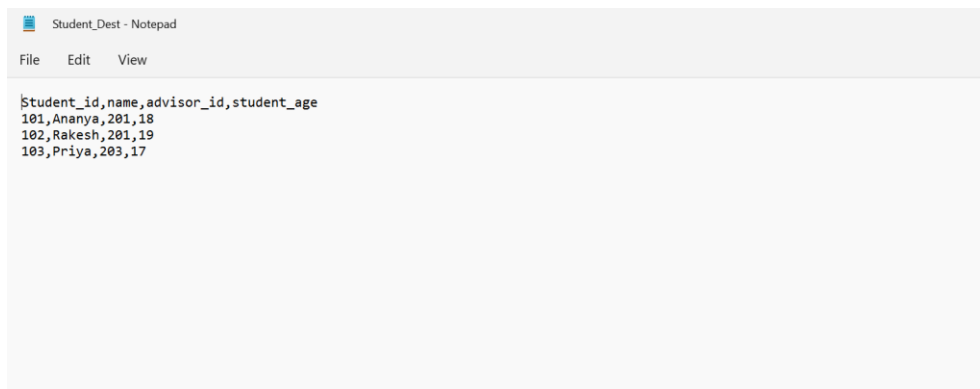 Student_Dest - Notepad
File Edit View
Student_id,name,advisor_id,student_age
101,Ananya,201,18
102,Rakesh,201,19
103,Priya,203,17